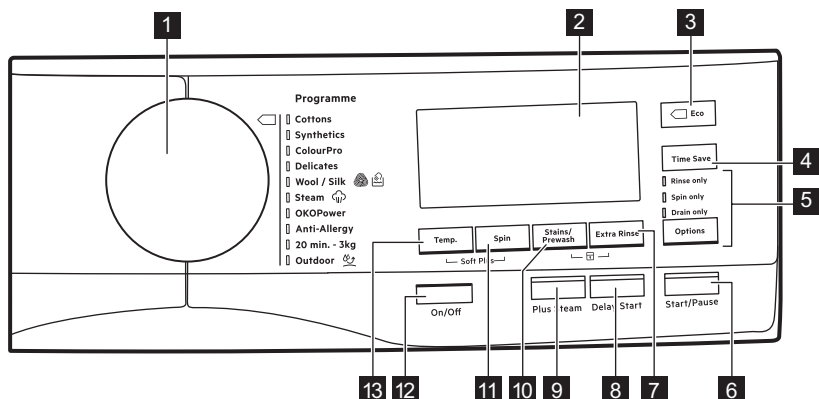 1
2
3
Programme
Cottons
Synthetics
ColourPro
Delicates
Wool / Silk
Steam
OKOPower
Anti-Allergy
20 min. - 3kg
Outdoor
Eco
Time Save
4
Rinse only
Spin only
Drain only
5
Options
Temp.
Spin
Stains/
Prewash
Extra Rinse
Soft Plus
On/Off
Plus Steam
Delay Start
Start/Pause
13
12
11
10
9
8
7
6